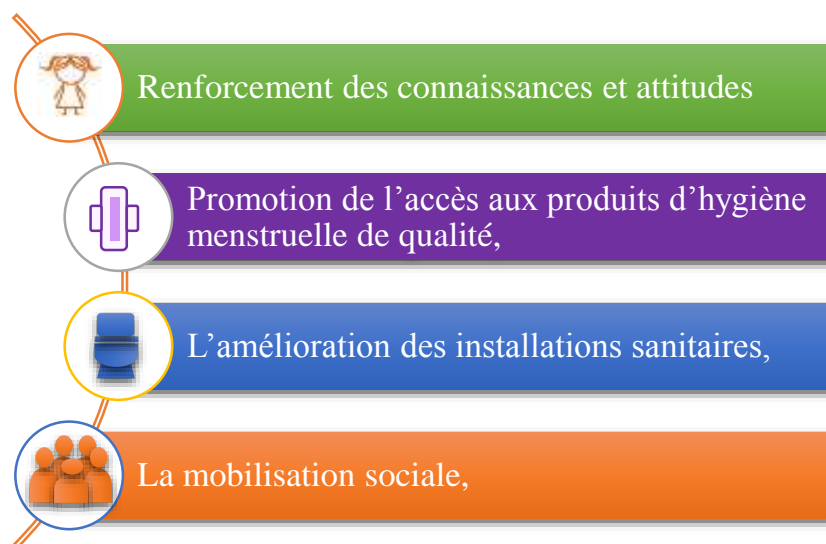 Renforcement des connaissances et attitudes
Promotion de l’accès aux produits d’hygiène
menstruelle de qualité,
L’amélioration des installations sanitaires,
La mobilisation sociale,